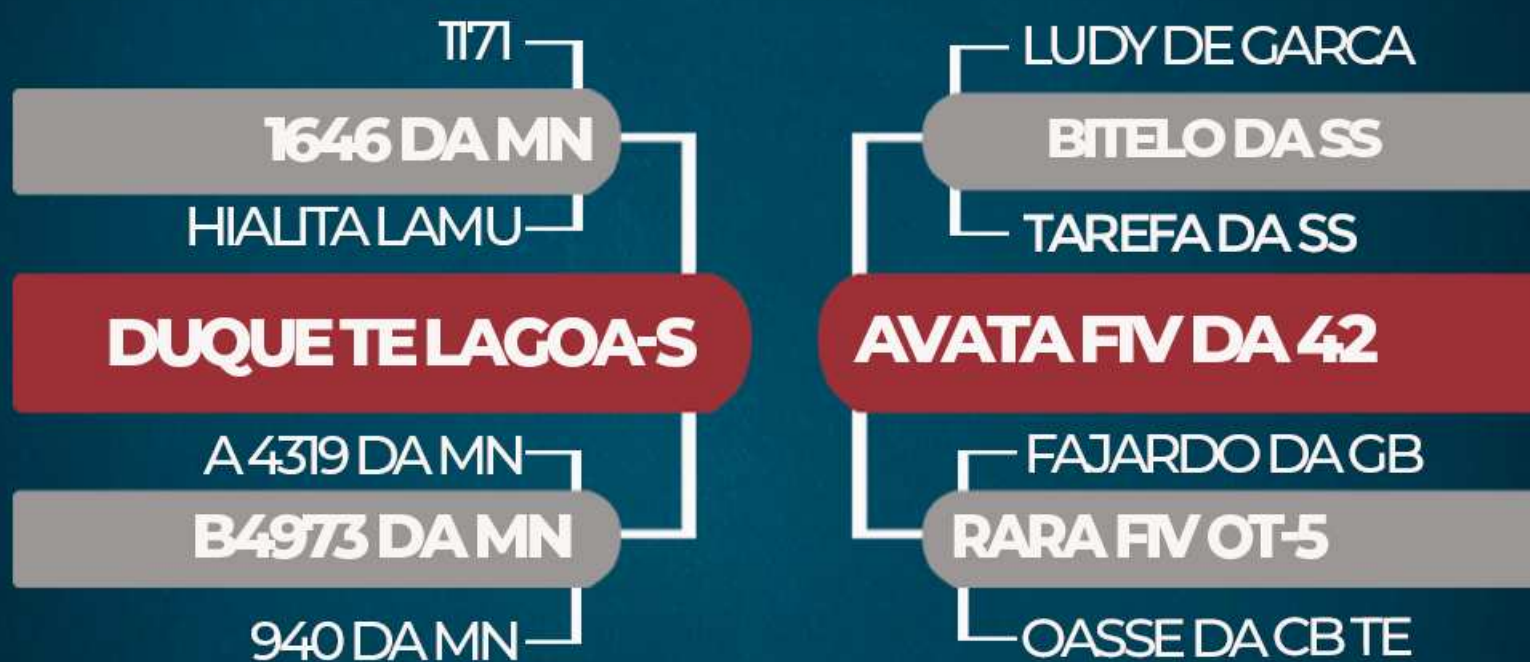 1171
1646 DA MN
HIALITA LAMU
DUQUE TE LAGOA-S
A 4319 DA MN
B4973 DA MN
940 DA MN
LUDY DE GARCA
BITELO DA SS
TAREFA DA SS
AVATA FIV DA 42
FAJARDO DA GB
RARA FIV OT-5
OASSE DA CB TE